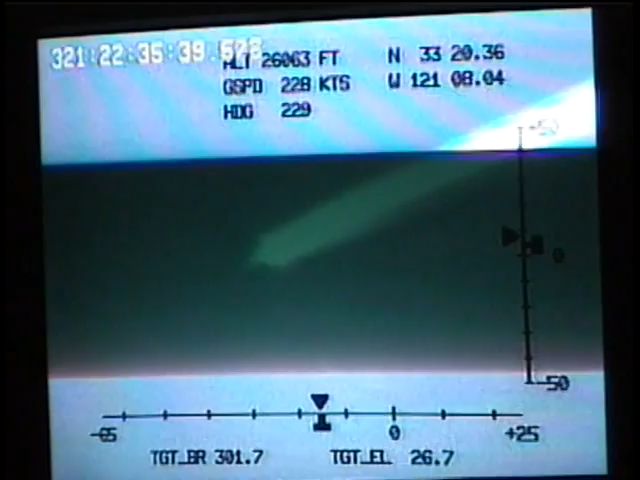 321:22:35:39
ALT 26063 FT N 33 20.36
GSPD 228 KTS W 121 08.04
HDG 229
+50
0
-50
-65 0 +25
TGT_BR 301.7 TGT_EL 26.7